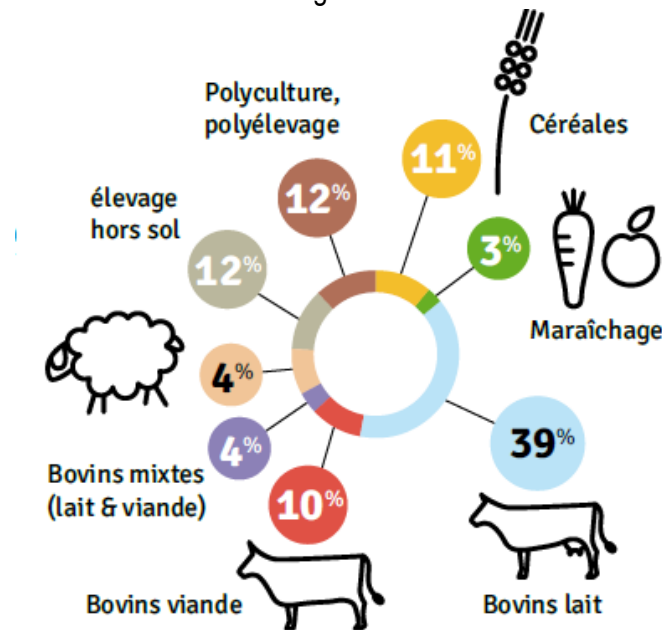 Polyculture,
polyélevage
12%
11%
Céréales
élevage
hors sol
12%
3%
Maraîchage
4%
4%
39%
Bovins mixtes
(lait & viande)
10%
Bovins viande
Bovins lait